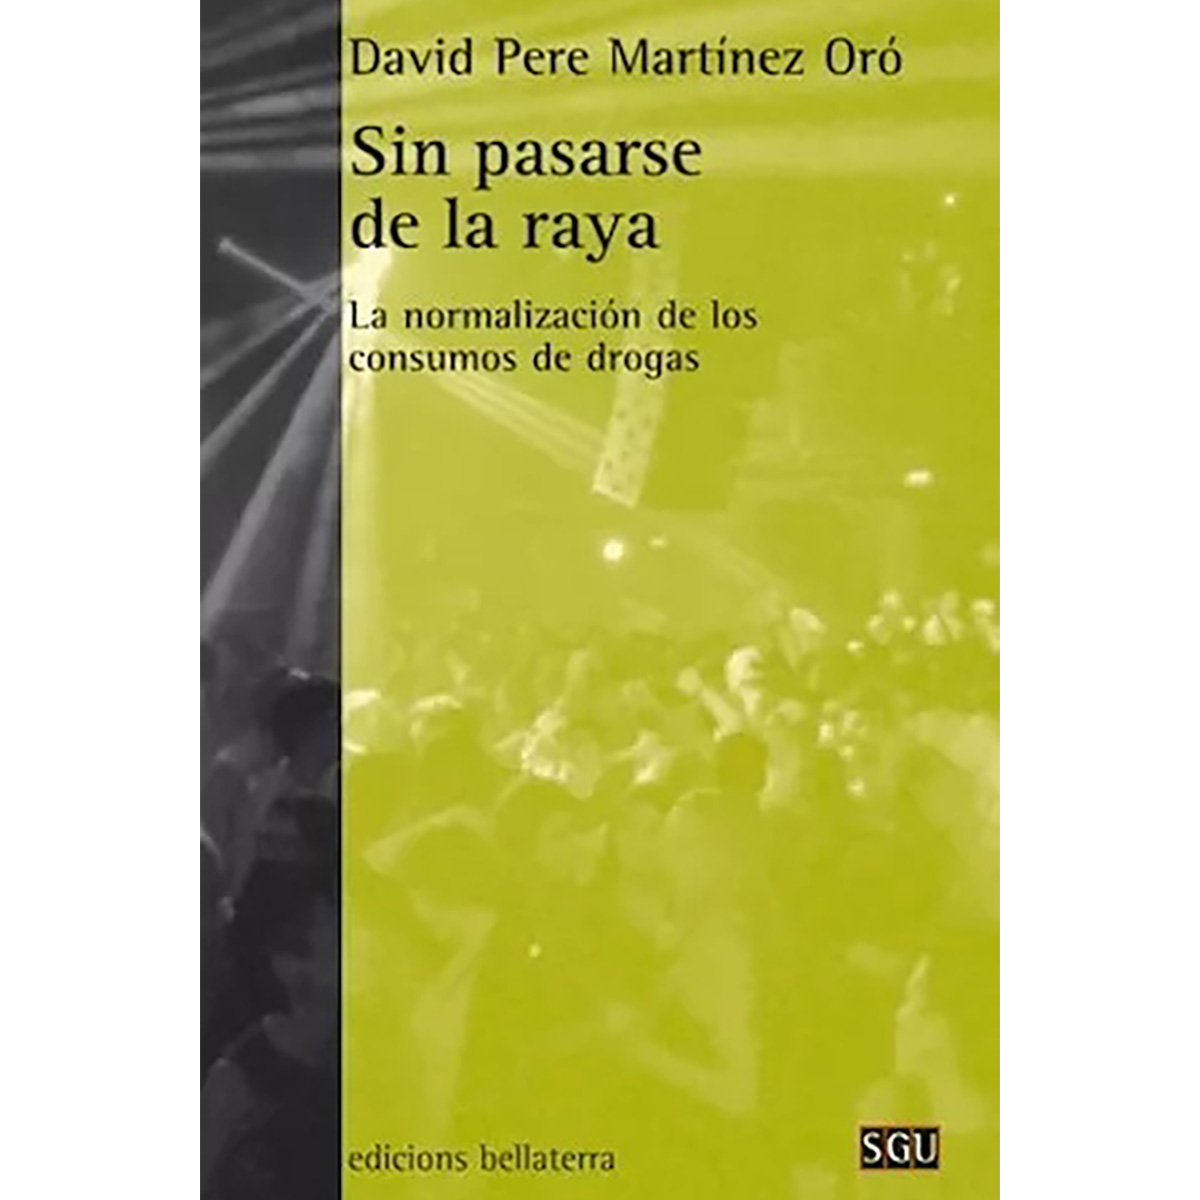 David Pere Martínez Oró
Sin pasarse
de la raya
La normalización de los
consumos de drogas
edicions bellaterra
SGU